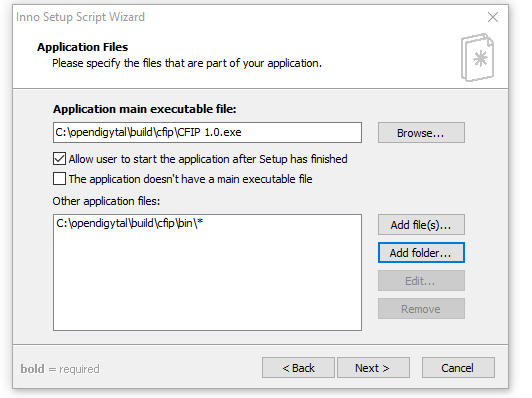 Inno Setup Script Wizard
Application Files
Please specify the files that are part of your application.
Application main executable file:
C:\opendigytal\build\cfip\CFIP 1.0.exe
Browse...
Allow user to start the application after Setup has finished
The application doesn't have a main executable file
Other application files:
C:\opendigytal\build\cfip\bin\*
Add file(s)...
Add folder...
Edit...
Remove
bold = required
< Back
Next >
Cancel